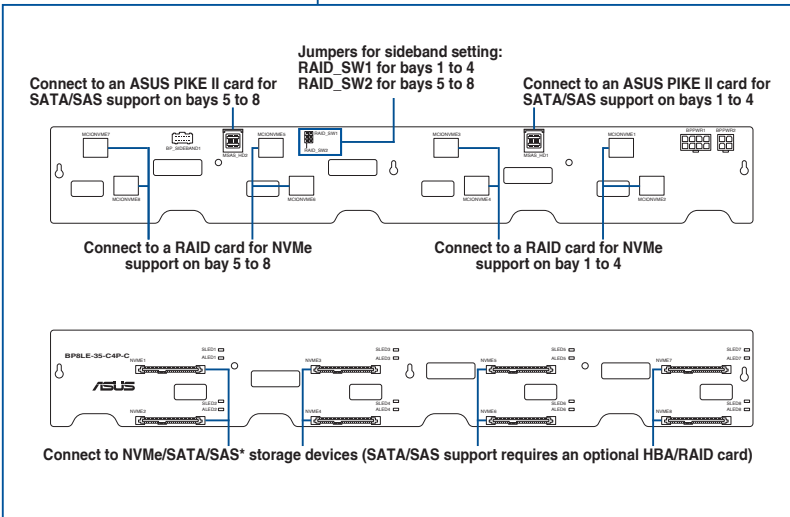 Jumpers for sideband setting:
RAID_SW1 for bays 1 to 4
RAID_SW2 for bays 5 to 8
Connect to an ASUS PIKE II card for
SATA/SAS support on bays 5 to 8
Connect to an ASUS PIKE II card for
SATA/SAS support on bays 1 to 4
MCIONVME7
BP_SIDEBAND1
MSAS_HD2
MCIONVME5
RAID_SW1
RAID_SW2
MCIONVME3
MSAS_HD1
MCIONVME1
BPPWR1
BPPWR2
MCIONVME8
MCIONVME6
MCIONVME4
MCIONVME2
Connect to a RAID card for NVMe
support on bay 5 to 8
Connect to a RAID card for NVMe
support on bay 1 to 4
BP8LE-35-C4P-C
NVME1
SLED1
ALED1
NVME3
SLED3
ALED3
NVME5
SLED5
ALED5
NVME7
SLED7
ALED7
ASUS
NVME2
SLED2
ALED2
NVME4
SLED4
ALED4
NVME6
SLED6
ALED6
NVME8
SLED8
ALED8
Connect to NVMe/SATA/SAS* storage devices (SATA/SAS support requires an optional HBA/RAID card)